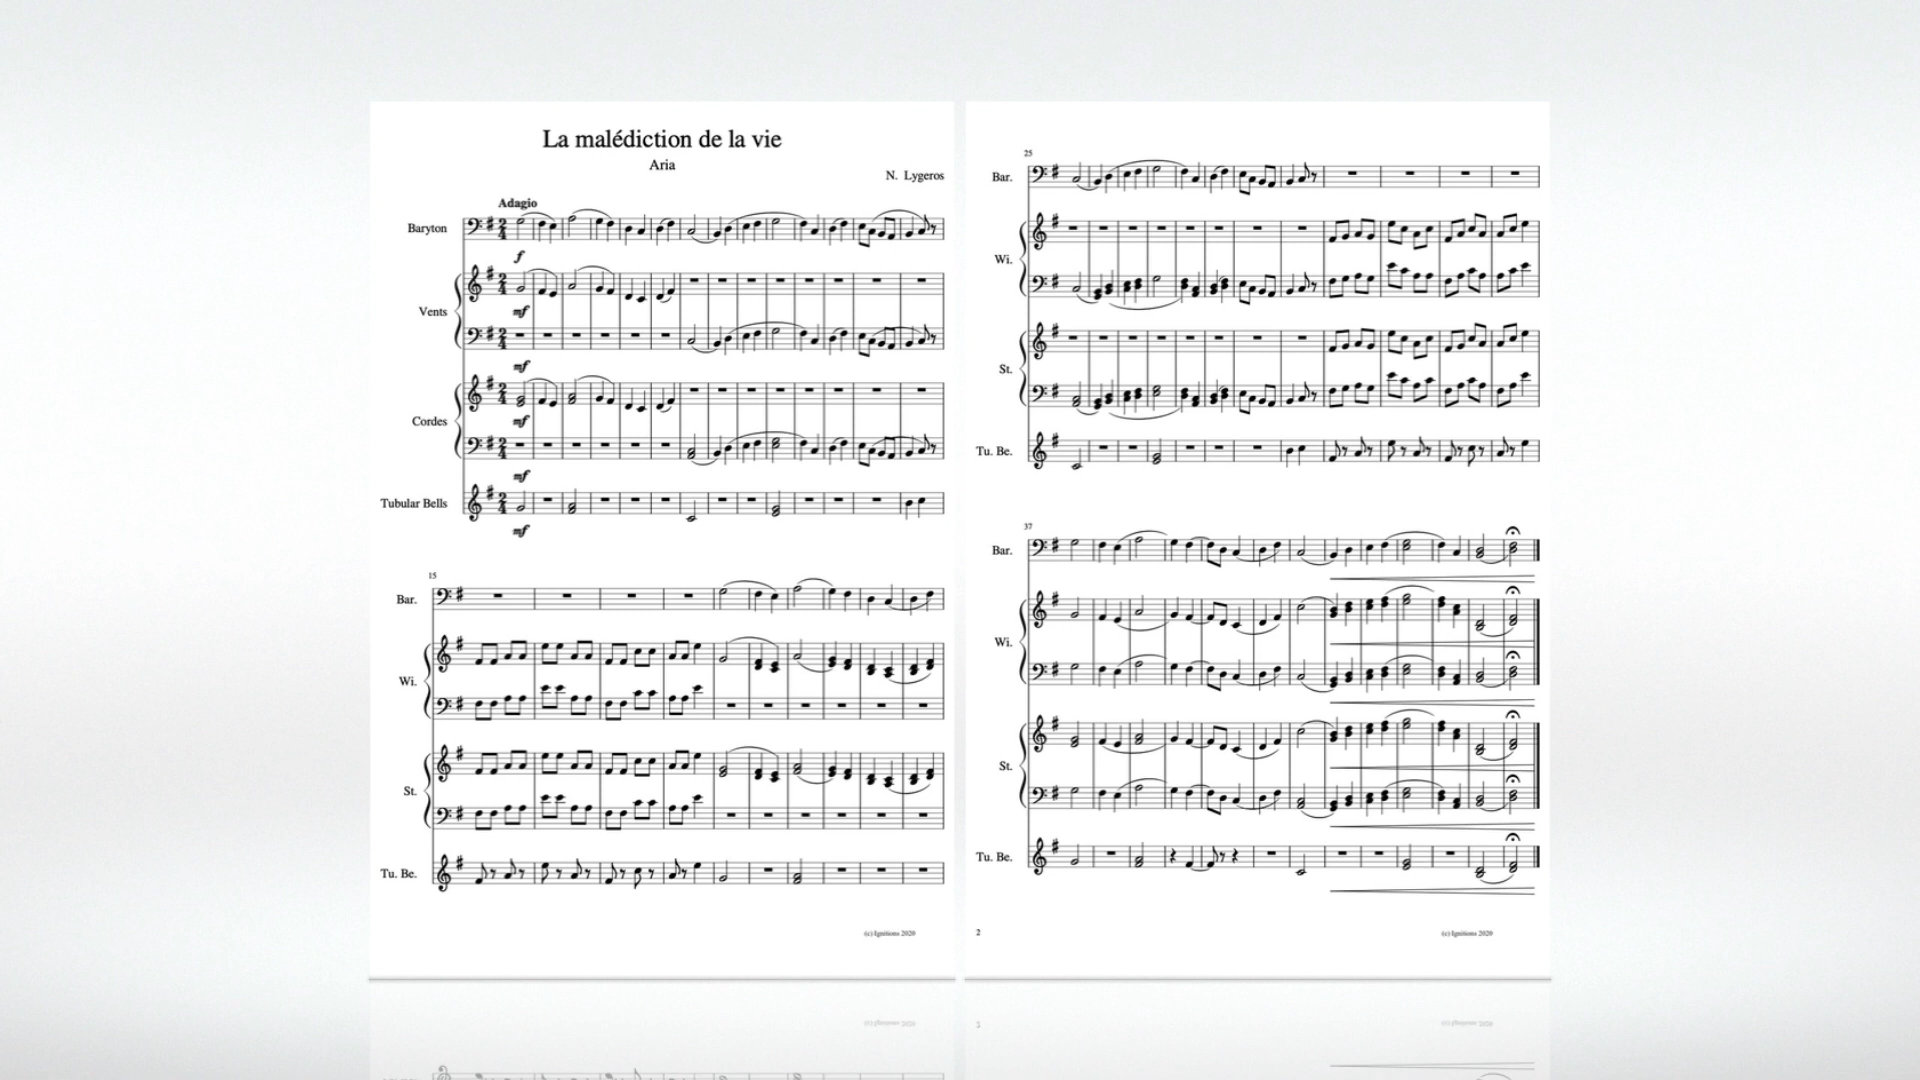 La malédiction de la vie
Aria
N. Lygeros
Adagio
Baryton
f
Vents
mf
mf
Cordes
mf
mf
Tubular Bells
mf
15
Bar.
Wi.
St.
Tu. Be.
(c) Ignitions 2020
25
Bar.
Wi.
St.
Tu. Be.
37
Bar.
Wi.
St.
Tu. Be.
2
(c) Ignitions 2020